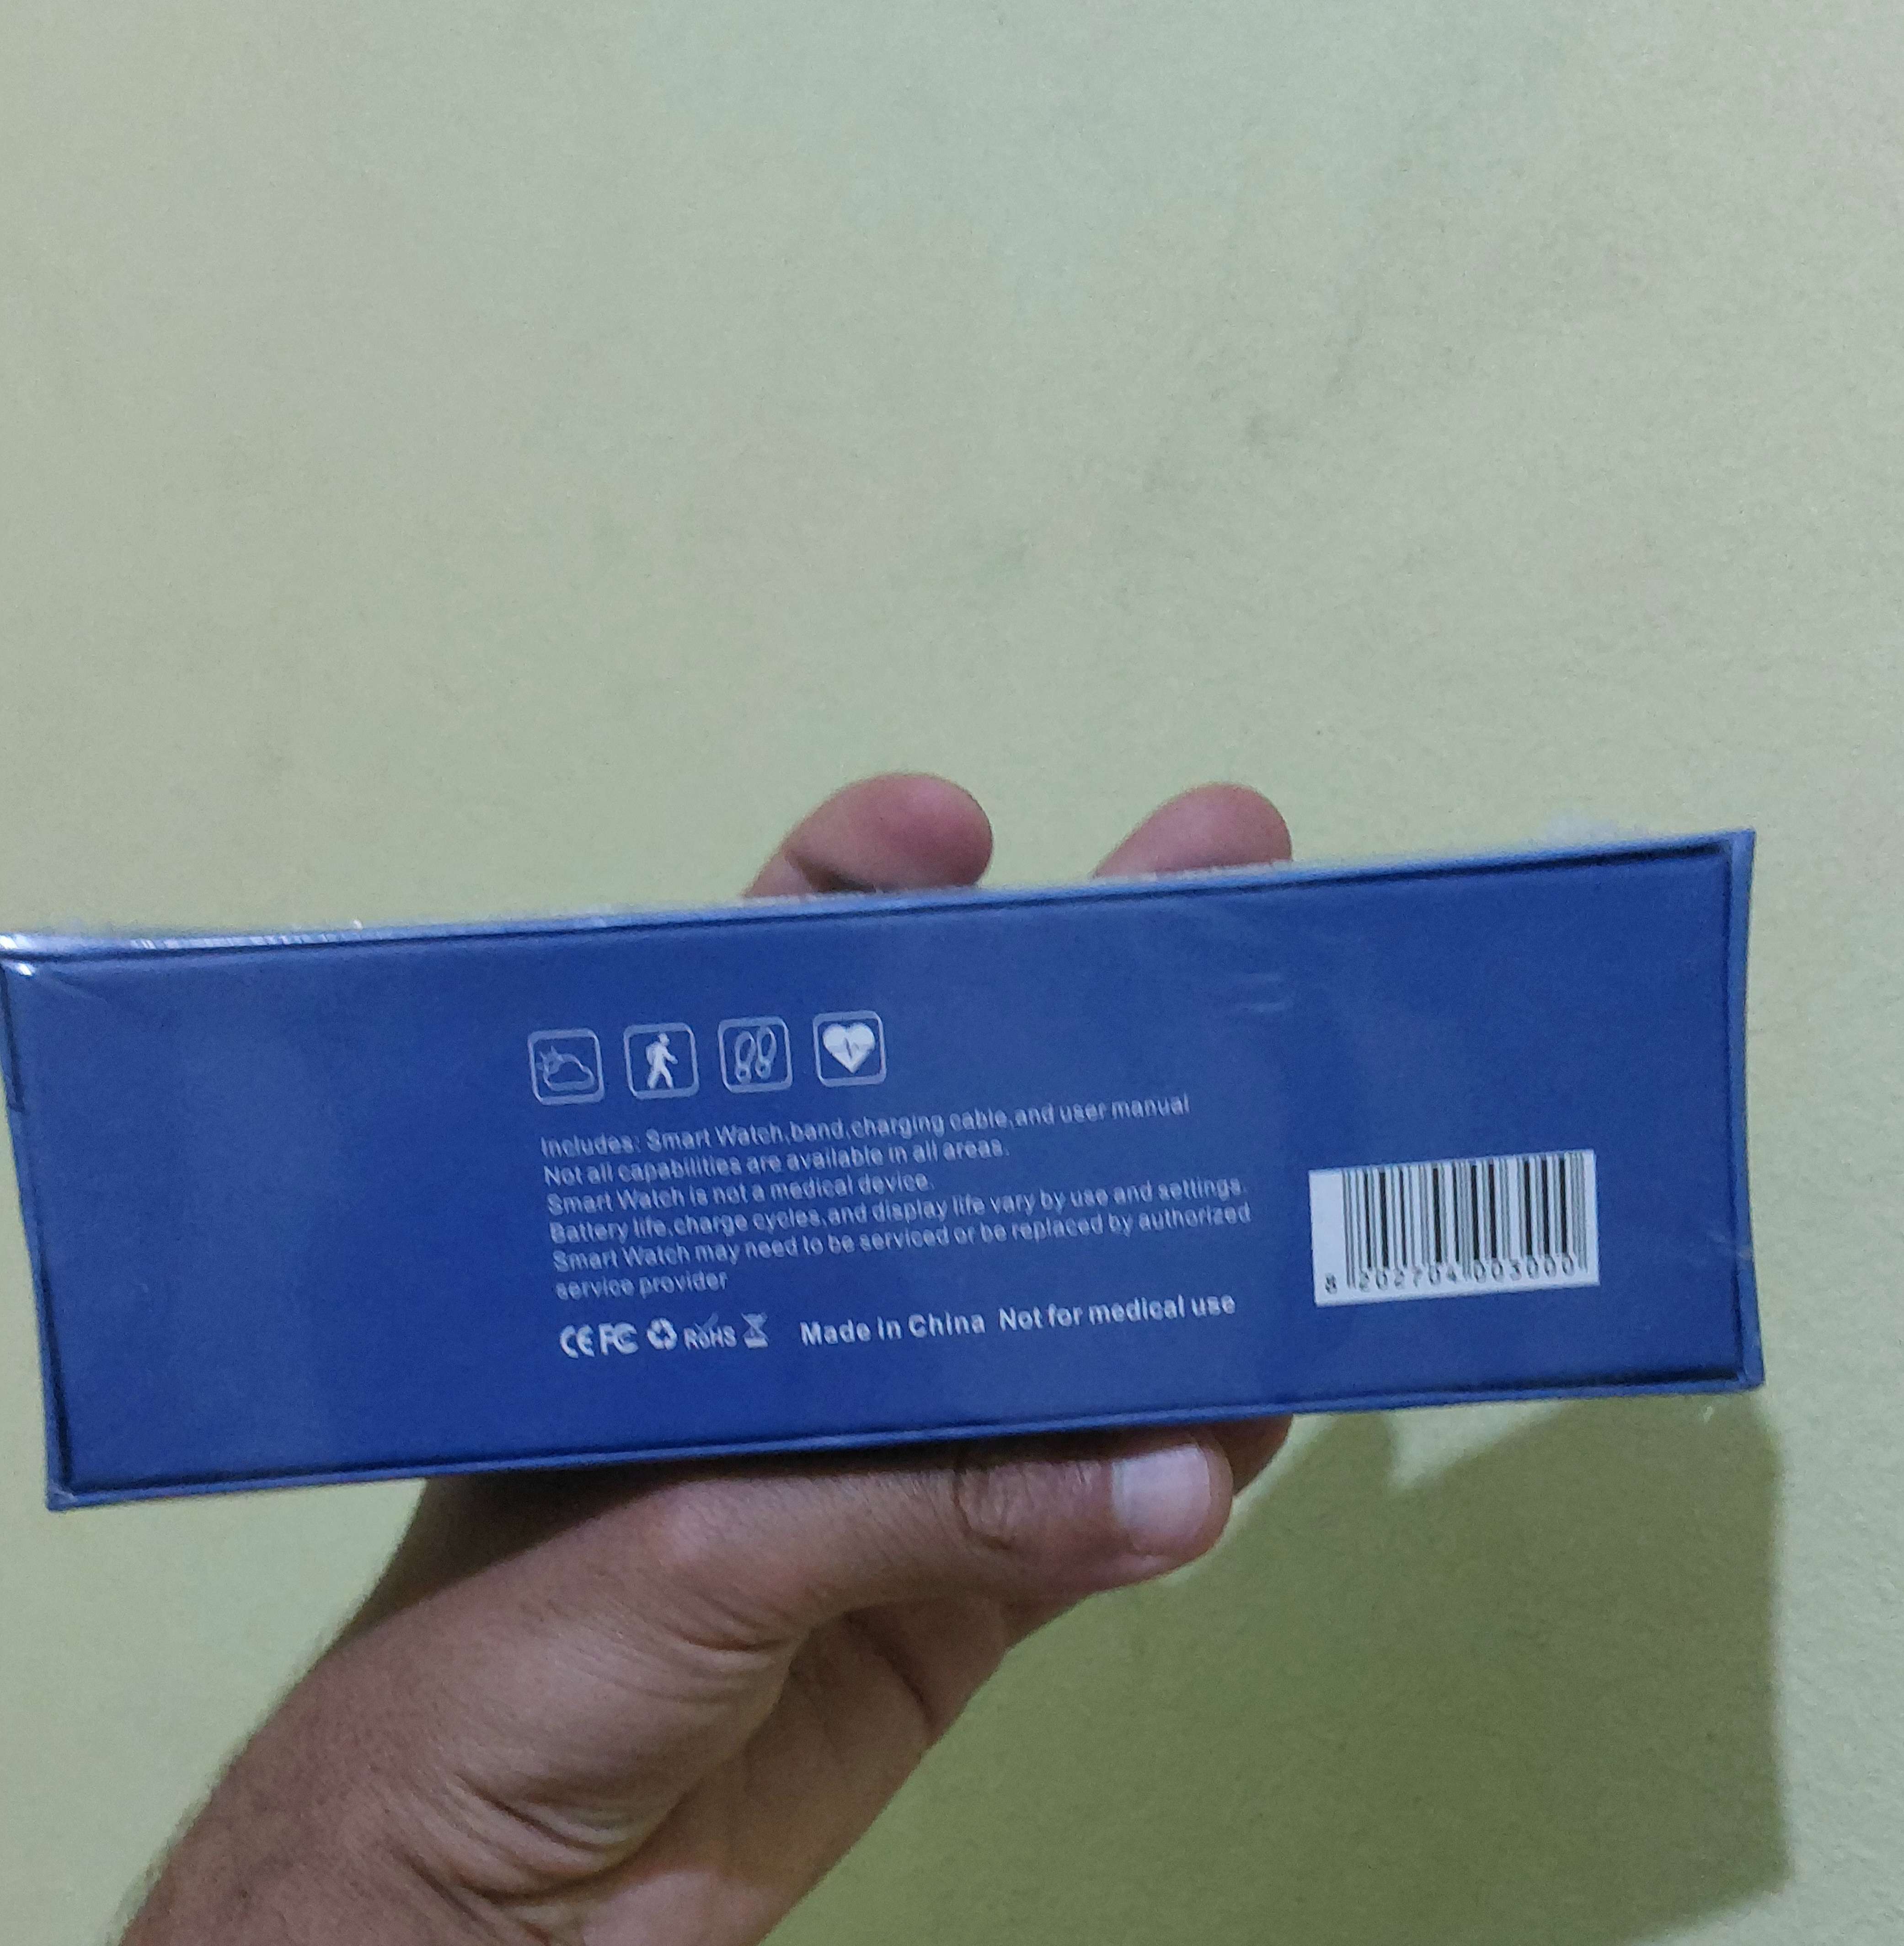 Includes: Smart Watch,band,charging cable,and user manual
Not all capabilities are available in all areas.
Smart Watch is not a medical device.
Battery life,charge cycles,and display life vary by use and settings.
Smart Watch may need to be serviced or be replaced by authorized
service provider
CE FC RoHS Made in China Not for medical use
8 202704 003000